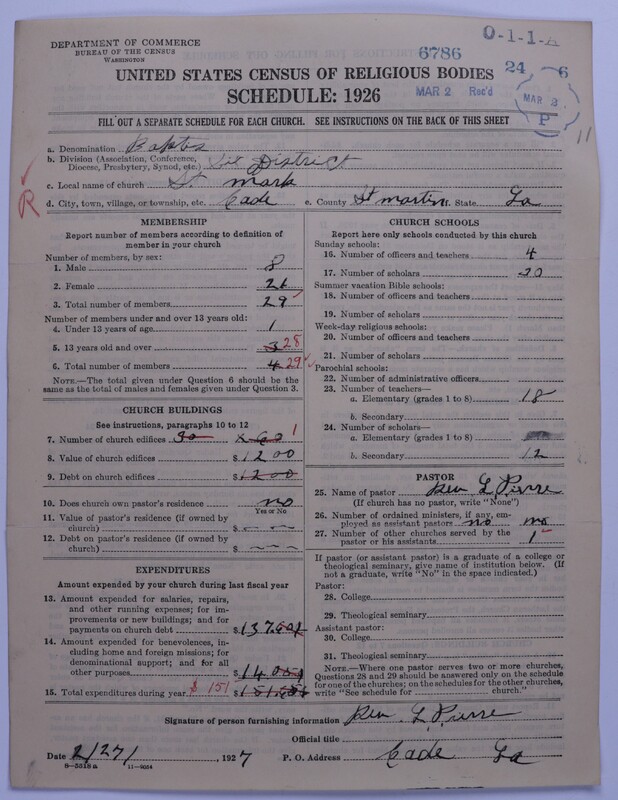 DEPARTMENT OF COMMERCE
BUREAU OF THE CENSUS
WASHINGTON
6786
0-1-1-A
24 6
MAR 2 Rec'd
MAR 3
P
11
UNITED STATES CENSUS OF RELIGIOUS BODIES
SCHEDULE: 1926
FILL OUT A SEPARATE SCHEDULE FOR EACH CHURCH. SEE INSTRUCTIONS ON THE BACK OF THIS SHEET
a. Denomination Baptis
b. Division (Association, Conference, Diocese, Presbytery, Synod, etc.) District
c. Local name of church St mark
d. City, town, village, or township, etc. Cade e. County St martin f. State La
R
MEMBERSHIP
Report number of members according to definition of
member in your church
Number of members, by sex:
1. Male 8
2. Female 21
3. Total number of members 29
Number of members under and over 13 years old:
4. Under 13 years of age 1
5. 13 years old and over 3 28
6. Total number of members 4 29
NOTE.—The total given under Question 6 should be
same as the total of males and females given under Question 3.
CHURCH BUILDINGS
See instructions, paragraphs 10 to 12
7. Number of church edifices 30 1
8. Value of church edifices $ 1200
9. Debt on church edifices $ 1200
10. Does church own pastor's residence no
Yes or No
11. Value of pastor's residence (if owned by
church) $
12. Debt on pastor's residence (if owned by
church) $
EXPENDITURES
Amount expended by your church during last fiscal year
13. Amount expended for salaries, repairs,
and other running expenses; for im-
provements or new buildings; and for
payments on church debt $ 137.00
14. Amount expended for benevolences, in-
cluding home and foreign missions; for
denominational support; and for all
other purposes $ 14.00
15. Total expenditures during year $ 151 $ 151.
CHURCH SCHOOLS
Report here only schools conducted by this church
Sunday schools:
16. Number of officers and teachers 4
17. Number of scholars 20
Summer vacation Bible schools:
18. Number of officers and teachers
19. Number of scholars
Week-day religious schools:
20. Number of officers and teachers
21. Number of scholars
Parochial schools:
22. Number of administrative officers
23. Number of teachers—
a. Elementary (grades 1 to 8) 18
b. Secondary
24. Number of scholars—
a. Elementary (grades 1 to 8)
b. Secondary 12
PASTOR
25. Name of pastor Rev L Pierre
(If church has no pastor, write "None")
26. Number of ordained ministers, if any, em-
ployed as assistant pastors no no
27. Number of other churches served by the
pastor or his assistants 1
If pastor (or assistant pastor) is a graduate of a college or
theological seminary, give name of institution below. (If
not a graduate, write "No" in the space indicated.)
Pastor:
28. College
29. Theological seminary
Assistant pastor:
30. College
31. Theological seminary
NOTE.—Where one pastor serves two or more churches,
Questions 28 and 29 should be answered only on the schedule
for one of the churches; on the schedules for the other churches,
write "See schedule for church."
Signature of person furnishing information Rev L Pierre
Official title
Date 2/27/ , 1927 P. O. Address Cade La
8-5318a 11-9054